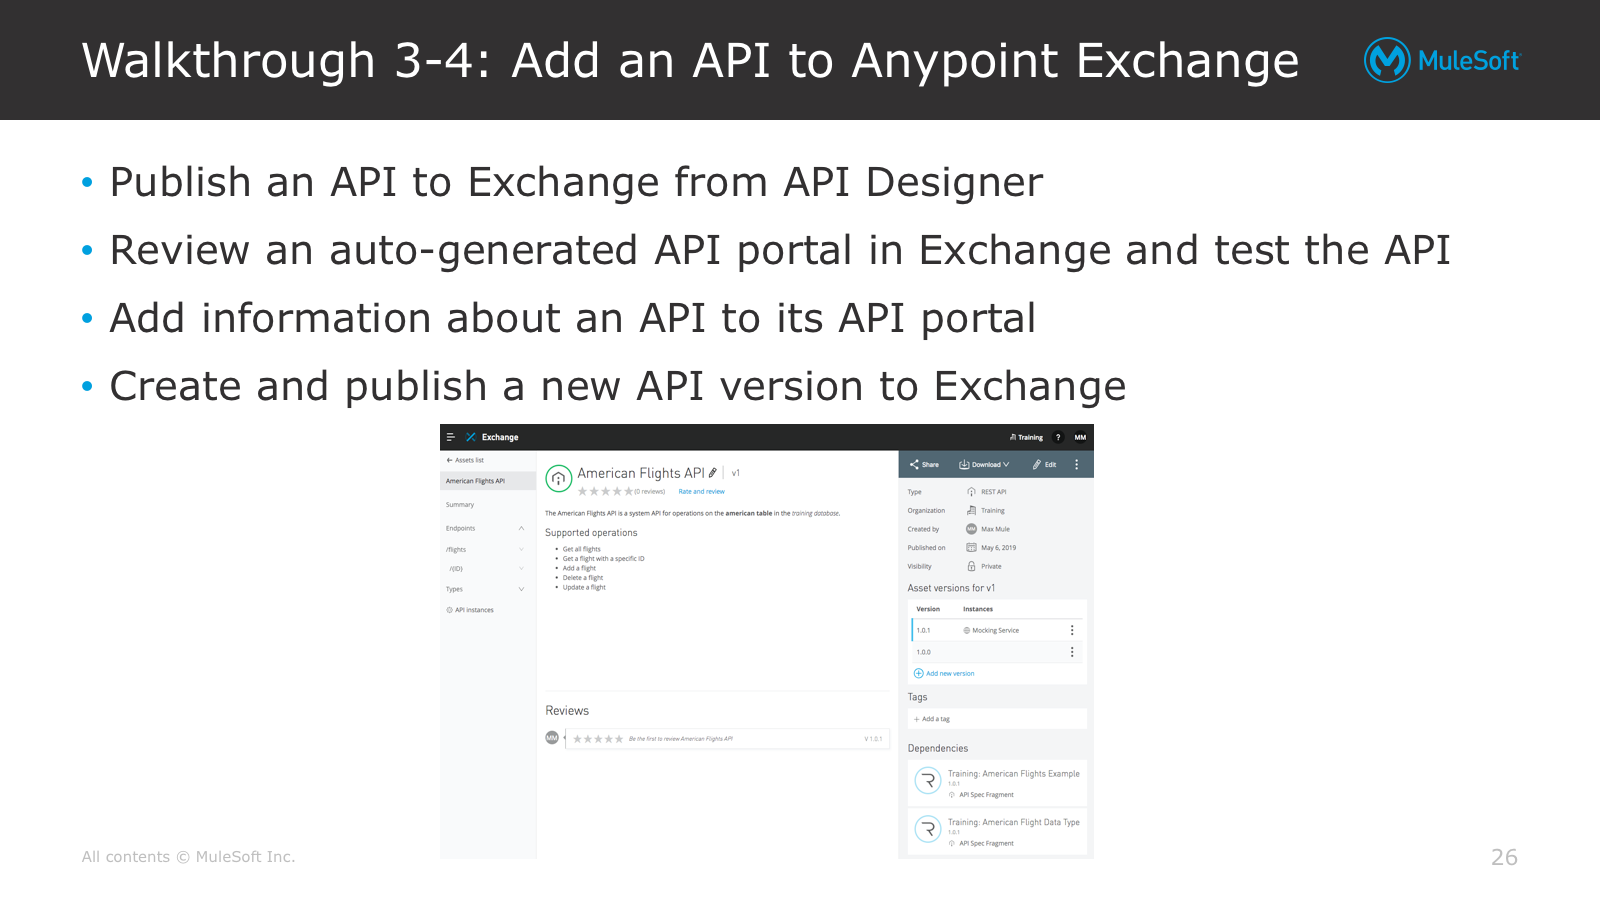 Walkthrough 3-4: Add an API to Anypoint Exchange
MuleSoft
• Publish an API to Exchange from API Designer
• Review an auto-generated API portal in Exchange and test the API
• Add information about an API to its API portal
• Create and publish a new API version to Exchange
Exchange
Training ? MM
Assets list
American Flights API
Summary
Endpoints
/flights
/{ID}
Types
API instances
American Flights API | v1
(0 reviews) Rate and review
The American Flights API is a system API for operations on the american table in the training database.
Supported operations
• Get all flights
• Get a flight with a specific ID
• Add a flight
• Delete a flight
• Update a flight
Reviews
MM Be the first to review American Flights API V 1.0.1
Share Download Edit
Type REST API
Organization Training
Created by MM Max Mule
Published on May 6, 2019
Visibility Private
Asset versions for v1
Version Instances
1.0.1 Mocking Service
1.0.0
Add new version
Tags
+ Add a tag
Dependencies
Training: American Flights Example
1.0.1
API Spec Fragment
Training: American Flight Data Type
1.0.1
API Spec Fragment
All contents © MuleSoft Inc.
26